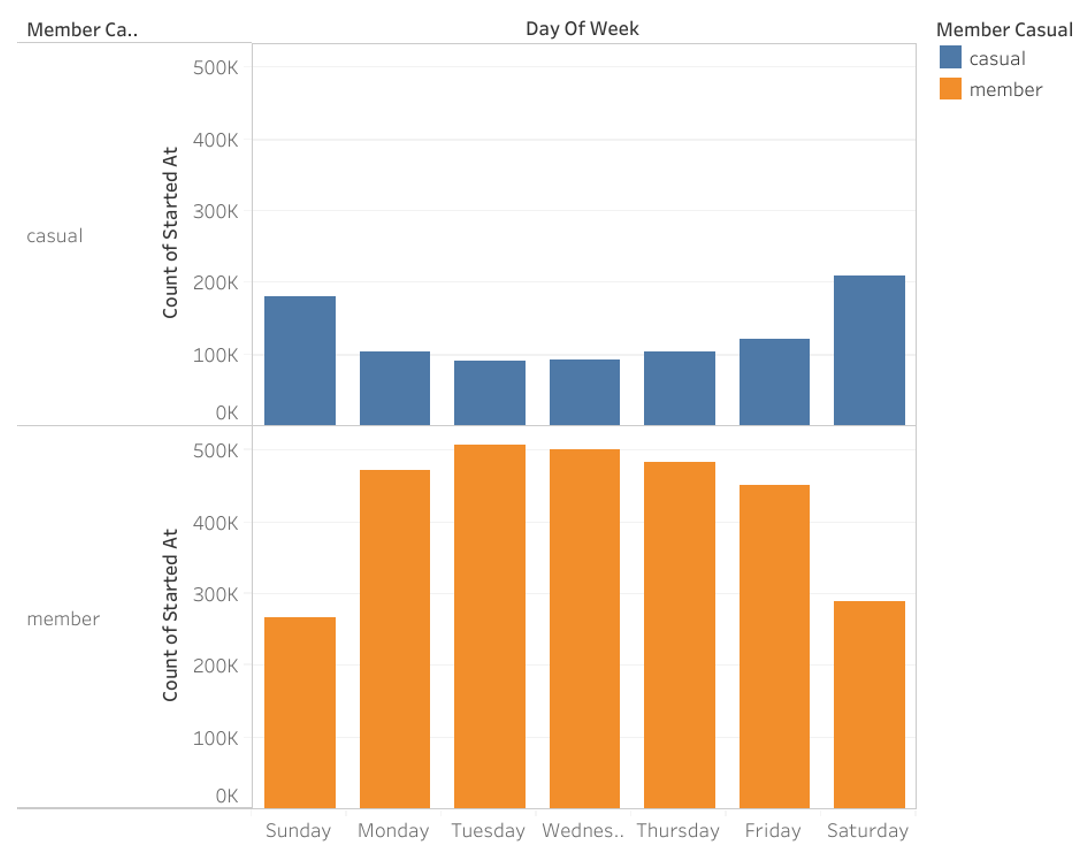 Member Ca..
Day Of Week
Member Casual
casual
member
casual
Count of Started At
500K
400K
300K
200K
100K
0K
member
Count of Started At
500K
400K
300K
200K
100K
0K
Sunday Monday Tuesday Wednes.. Thursday Friday Saturday